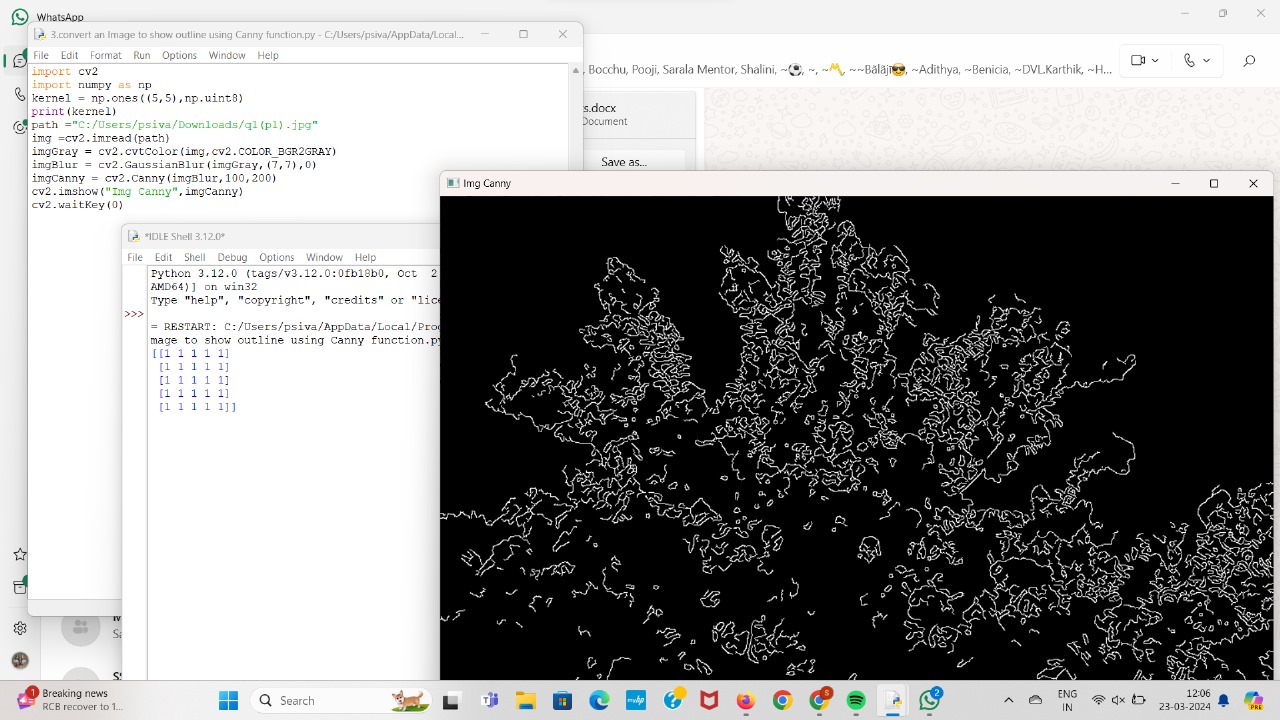 WhatsApp
3.convert an Image to show outline using Canny function.py - C:/Users/psiva/AppData/Local...
File Edit Format Run Options Window Help
import cv2
import numpy as np
kernel = np.ones((5,5),np.uint8)
print(kernel)
path ="C:/Users/psiva/Downloads/q1(p1).jpg"
img =cv2.imread(path)
imgGray = cv2.cvtColor(img,cv2.COLOR_BGR2GRAY)
imgBlur = cv2.GaussianBlur(imgGray,(7,7),0)
imgCanny = cv2.Canny(imgBlur,100,200)
cv2.imshow("Img Canny",imgCanny)
cv2.waitKey(0)
, Bocchu, Pooji, Sarala Mentor, Shalini, ~⚽, ~, ~〽️, ~~Bãlãjï😎, ~Adithya, ~Benicia, ~DVL.Karthik, ~H...
s.docx
Document
Save as...
Img Canny
*IDLE Shell 3.12.0*
File Edit Shell Debug Options Window Help
Python 3.12.0 (tags/v3.12.0:0fb18b0, Oct 2
AMD64)] on win32
Type "help", "copyright", "credits" or "lice
>>>
= RESTART: C:/Users/psiva/AppData/Local/Pro
mage to show outline using Canny function.py
[[1 1 1 1 1]
[1 1 1 1 1]
[1 1 1 1 1]
[1 1 1 1 1]
[1 1 1 1 1]]
1
Breaking news
RCB recover to 1...
Search
2
ENG
IN
12:06
23-03-2024
PRE